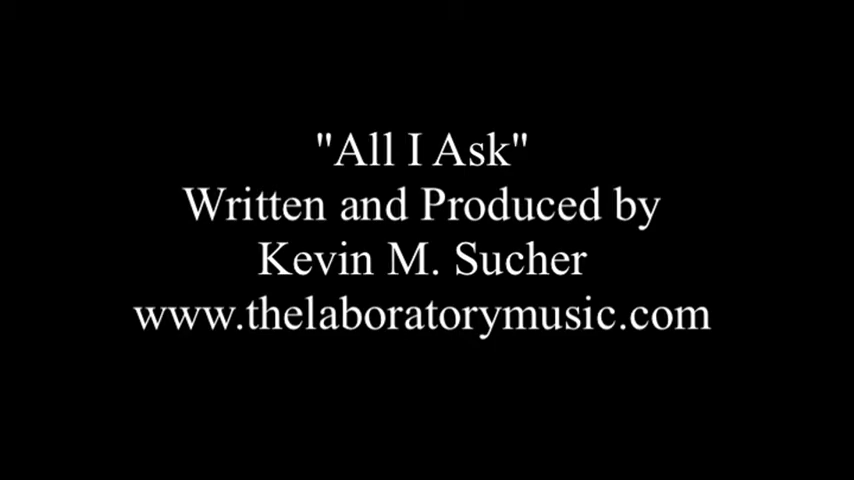 "All I Ask"
Written and Produced by
Kevin M. Sucher
www.thelaboratorymusic.com